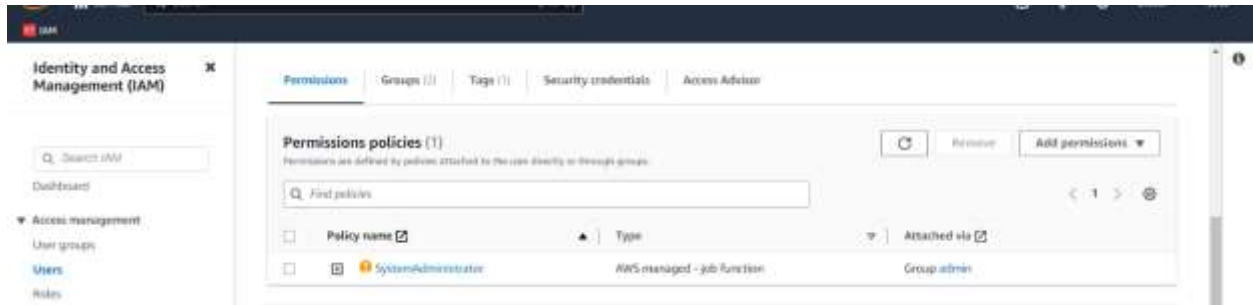 IAM
Identity and Access
Management (IAM)
Search IAM
Dashboard
Access management
User groups
Users
Roles
Permissions
Groups (2)
Tags (1)
Security credentials
Access Advisor
Permissions policies (1)
Permissions are defined by policies attached to the user directly or through groups.
Remove
Add permissions
Find policies
1
Policy name
Type
Attached via
SystemAdministrator
AWS managed - job function
Group admin